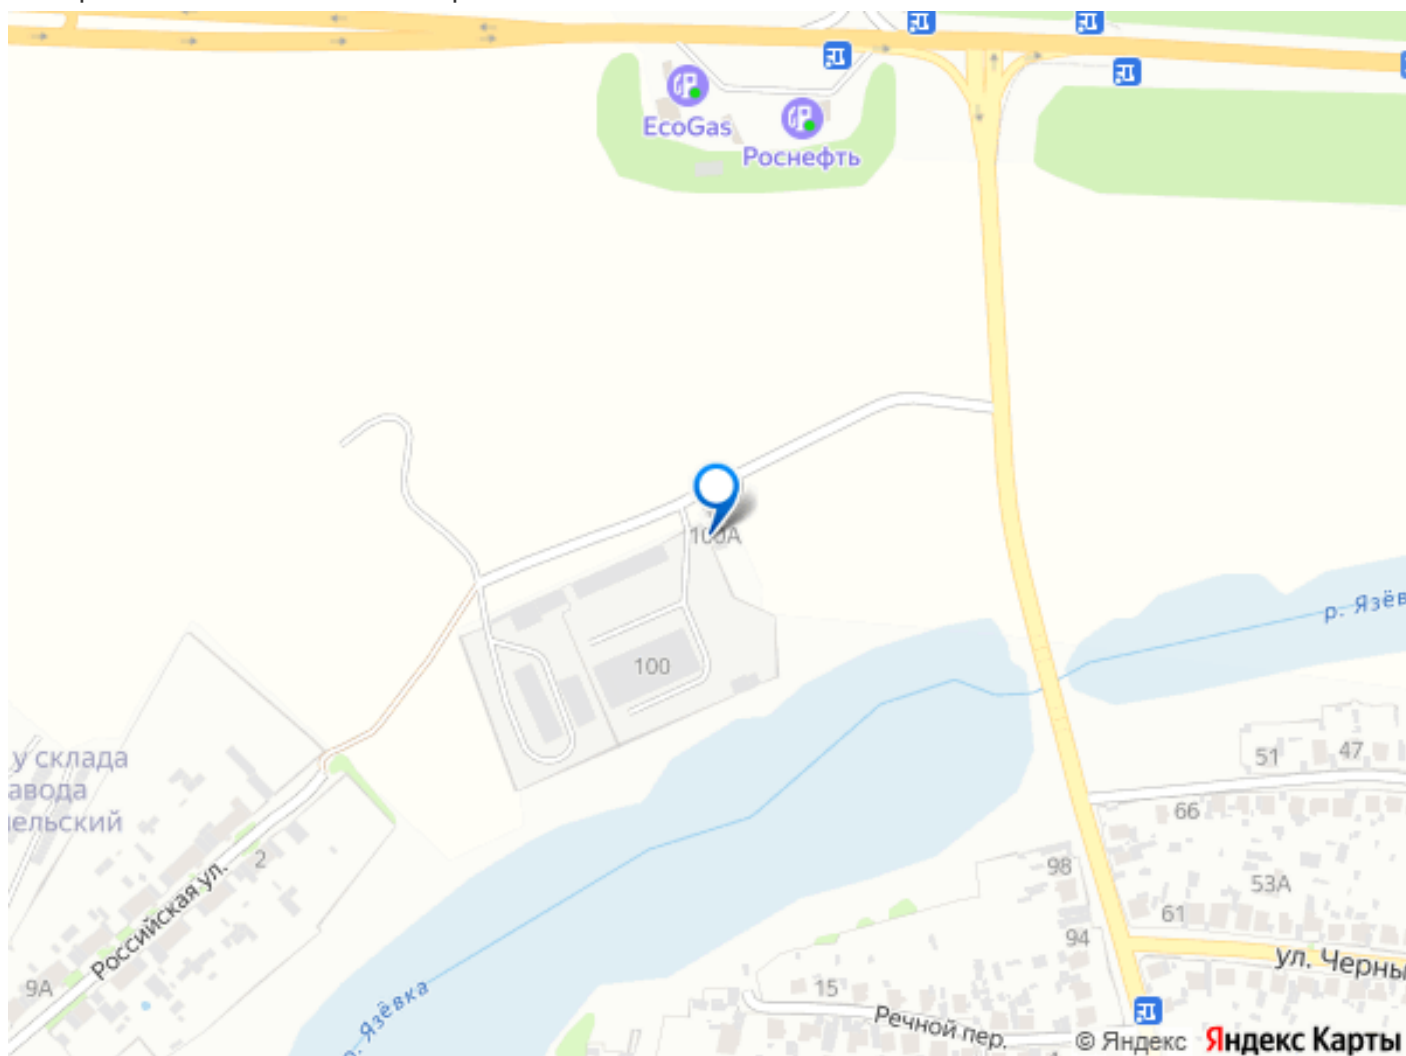 EcoGas
Роснефть
100А
р. Язёв
100
у склада
авода
ельский
51
47
66
2
98
53А
61
Российская ул.
94
ул. Черны
9А
15
р. Язёвка
Речной пер.
© Яндекс
Яндекс Карты